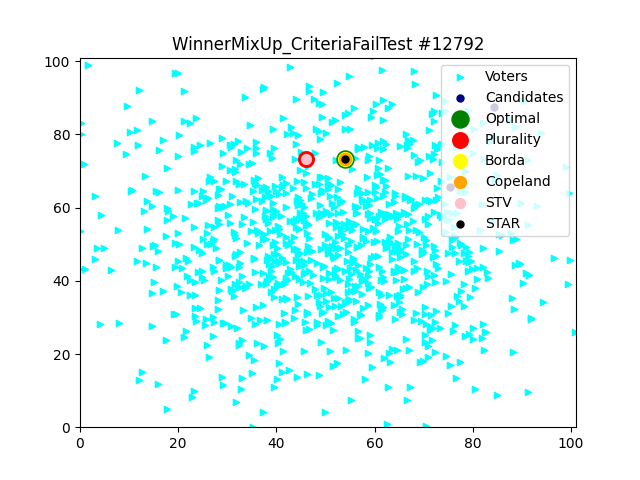 WinnerMixUp_CriteriaFailTest #12792
Voters
Candidates
Optimal
Plurality
Borda
Copeland
STV
STAR
100
80
60
40
20
0
0 20 40 60 80 100